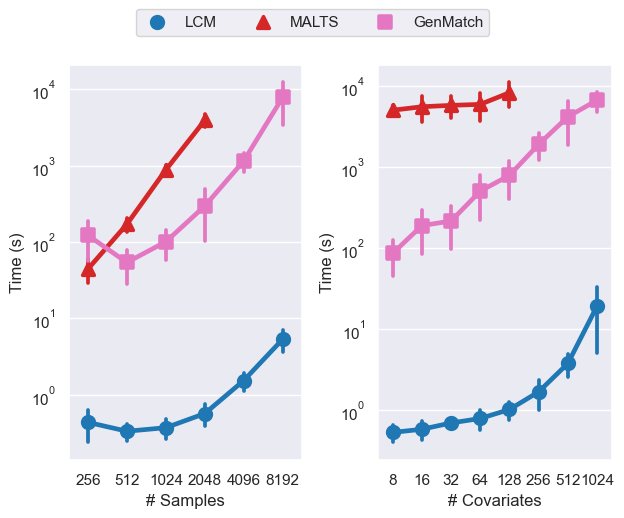 LCM MALTS GenMatch
Time (s)
10^4
10^3
10^2
10^1
10^0
256 512 1024 2048 4096 8192
# Samples
Time (s)
10^4
10^3
10^2
10^1
10^0
8 16 32 64 128 256 512 1024
# Covariates